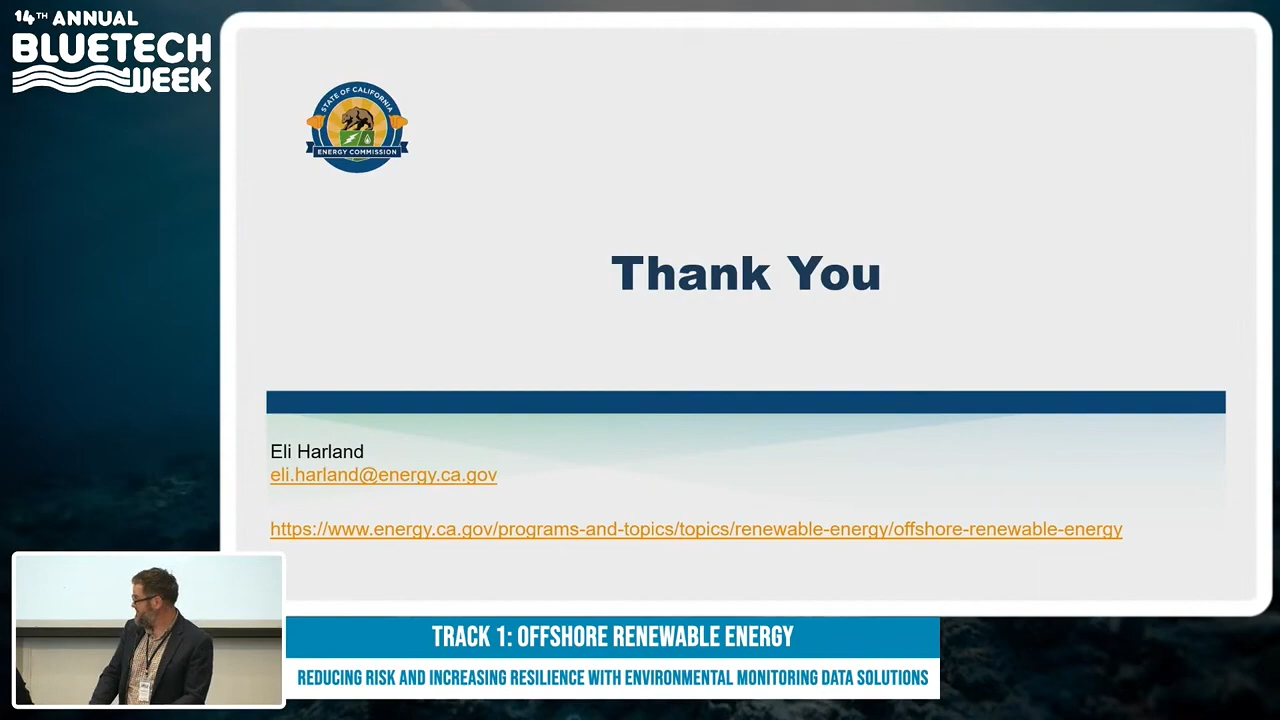 14TH ANNUAL
BLUETECH
WEEK
STATE OF CALIFORNIA
ENERGY COMMISSION
Thank You
Eli Harland
eli.harland@energy.ca.gov
https://www.energy.ca.gov/programs-and-topics/topics/renewable-energy/offshore-renewable-energy
TRACK 1: OFFSHORE RENEWABLE ENERGY
REDUCING RISK AND INCREASING RESILIENCE WITH ENVIRONMENTAL MONITORING DATA SOLUTIONS